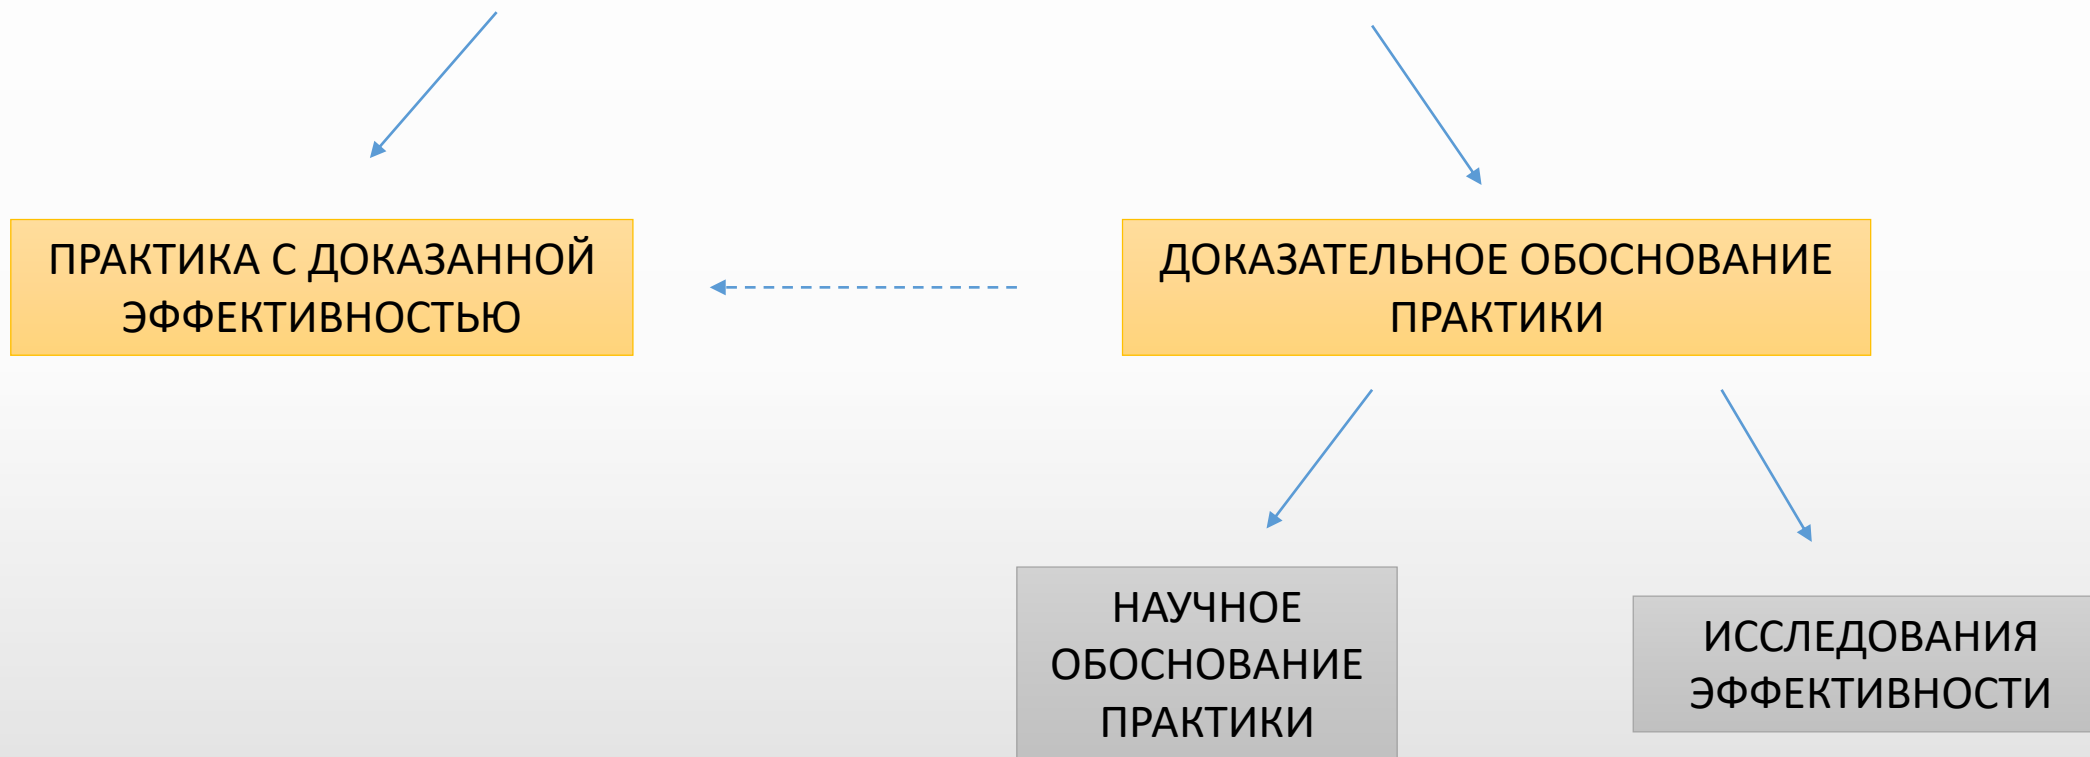 ПРАКТИКА С ДОКАЗАННОЙ
ЭФФЕКТИВНОСТЬЮ
ДОКАЗАТЕЛЬНОЕ ОБОСНОВАНИЕ
ПРАКТИКИ
НАУЧНОЕ
ОБОСНОВАНИЕ
ПРАКТИКИ
ИССЛЕДОВАНИЯ
ЭФФЕКТИВНОСТИ